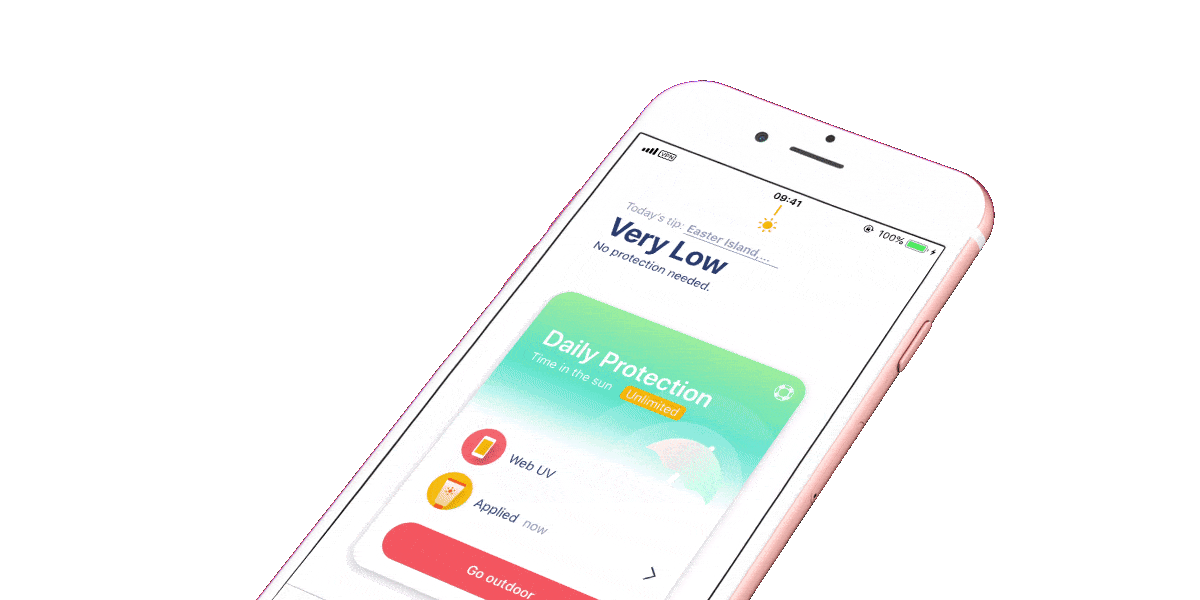 VPN
09:41
100%
Today's tip: Easter Island,...
Very Low
No protection needed.
Daily Protection
Time in the sun Unlimited
Web UV
Applied now
Go outdoor